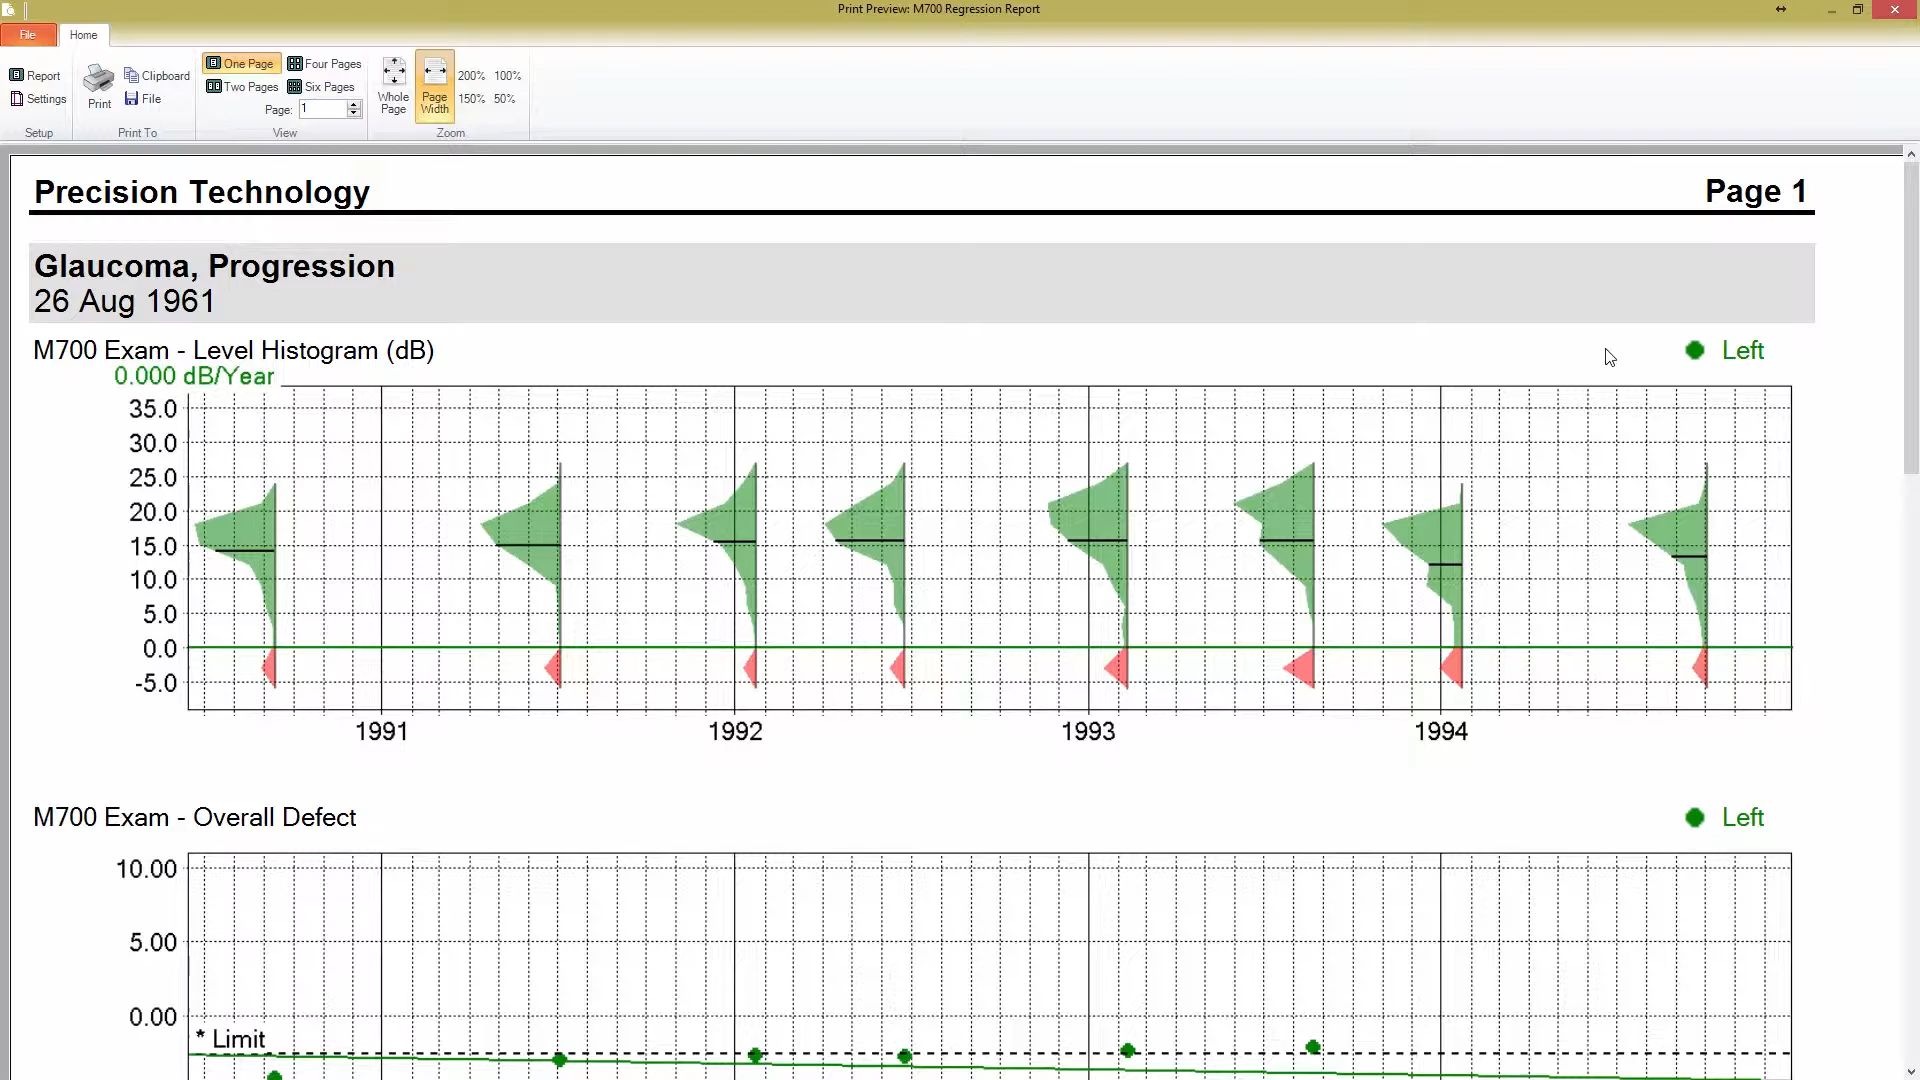 Print Preview: M700 Regression Report
File
Home
Report
Settings
Setup
Print
Clipboard
File
Print To
One Page
Four Pages
Two Pages
Six Pages
Page: 1
View
Whole Page
Page Width
200% 100%
150% 50%
Zoom
Precision Technology
Page 1
Glaucoma, Progression
26 Aug 1961
M700 Exam - Level Histogram (dB)
Left
0.000 dB/Year
35.0
30.0
25.0
20.0
15.0
10.0
5.0
0.0
-5.0
1991 1992 1993 1994
M700 Exam - Overall Defect
Left
10.00
5.00
0.00
* Limit